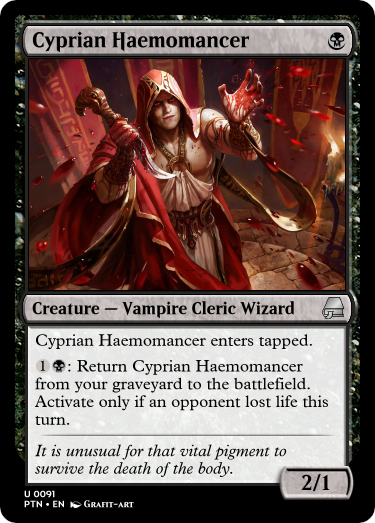 Cyprian Haemomancer
Creature — Vampire Cleric Wizard
Cyprian Haemomancer enters tapped.
1: Return Cyprian Haemomancer
from your graveyard to the battlefield.
Activate only if an opponent lost life this
turn.
It is unusual for that vital pigment to
survive the death of the body.
2/1
U 0091
PTN • EN Grafit-art